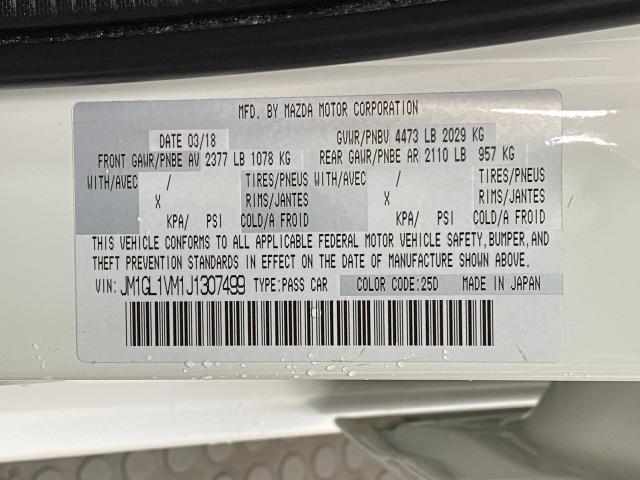 MFD. BY MAZDA MOTOR CORPORATION
DATE 03/18 GVWR/PNBV 4473 LB 2029 KG
FRONT GAWR/PNBE AV 2377 LB 1078 KG REAR GAWR/PNBE AR 2110 LB 957 KG
WITH/AVEC / TIRES/PNEUS WITH/AVEC / TIRES/PNEUS
X RIMS/JANTES X RIMS/JANTES
KPA/ PSI COLD/A FROID KPA/ PSI COLD/A FROID
THIS VEHICLE CONFORMS TO ALL APPLICABLE FEDERAL MOTOR VEHICLE SAFETY, BUMPER, AND
THEFT PREVENTION STANDARDS IN EFFECT ON THE DATE OF MANUFACTURE SHOWN ABOVE.
VIN: JM1GL1VM1J1307499 TYPE:PASS CAR COLOR CODE:25D MADE IN JAPAN